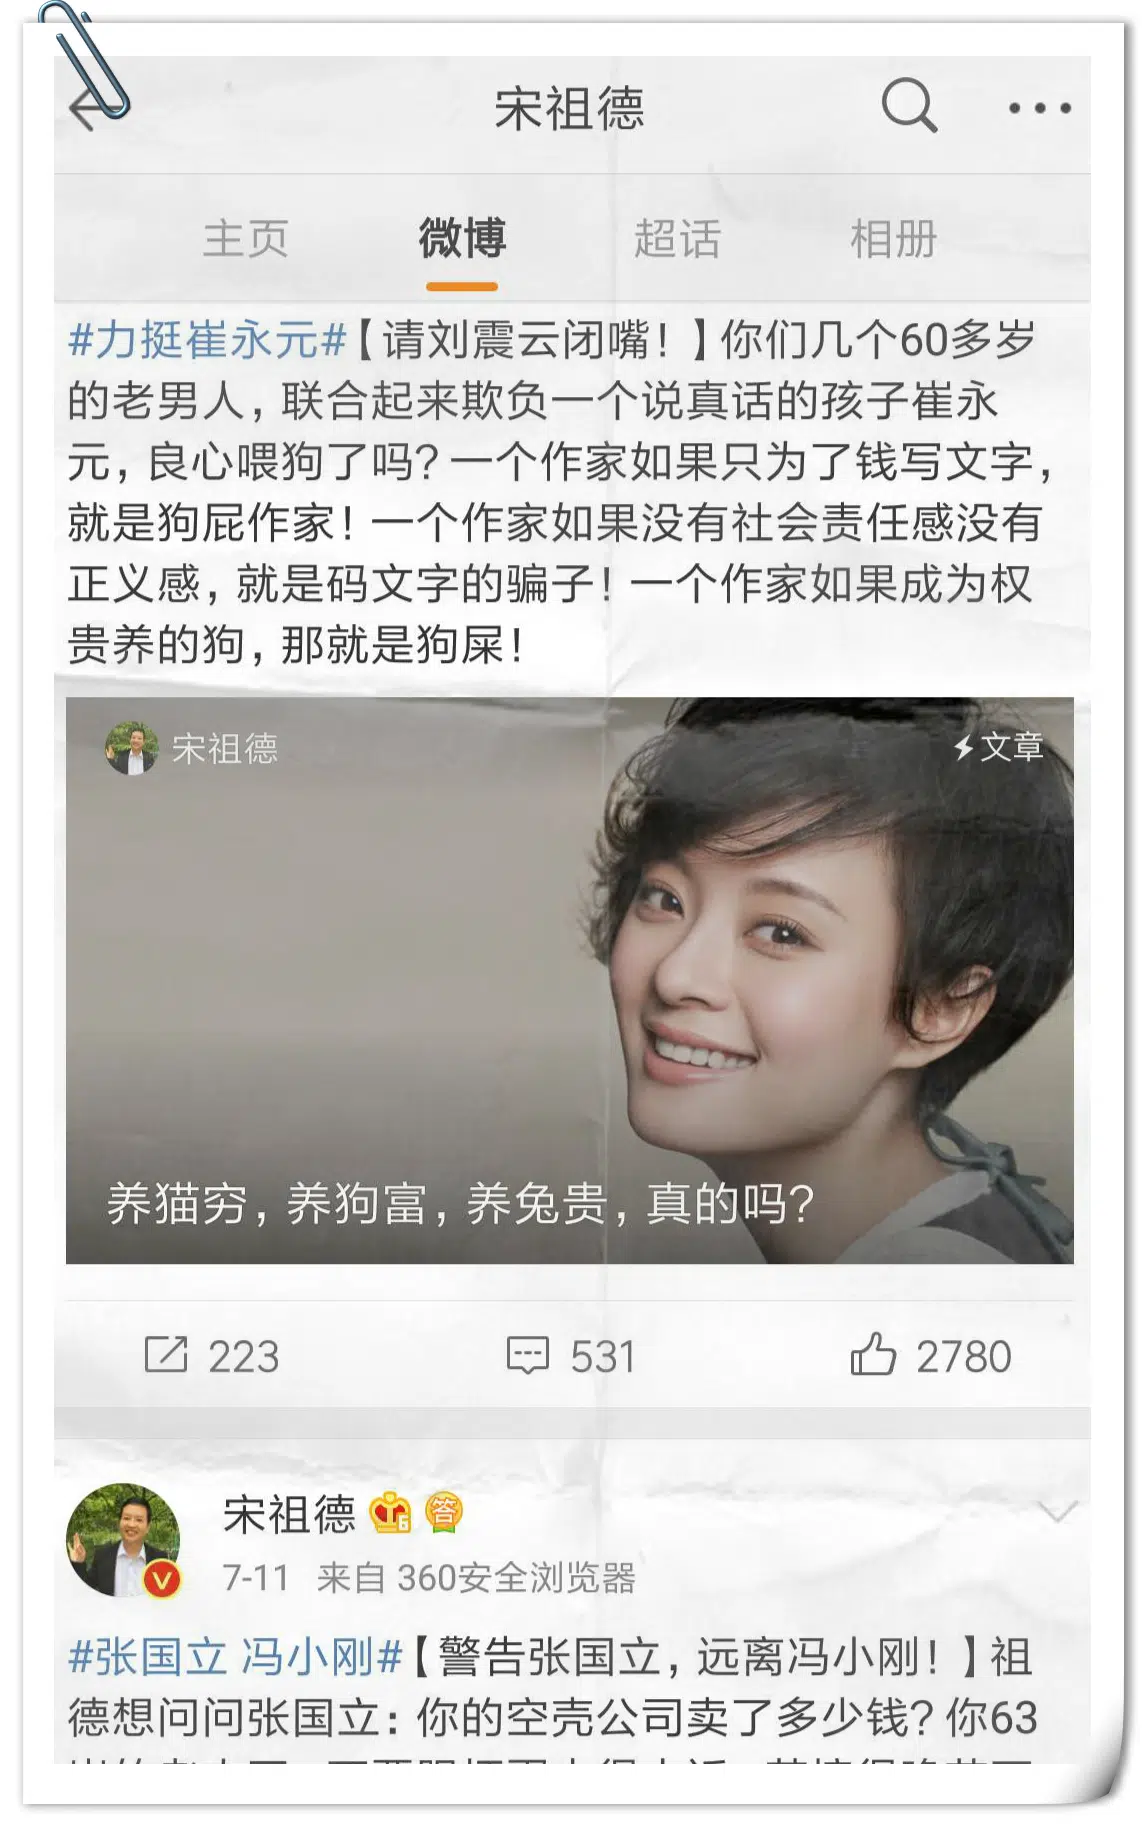 宋祖德
主页 微博 超话 相册
#力挺崔永元#【请刘震云闭嘴！】你们几个60多岁
的老男人，联合起来欺负一个说真话的孩子崔永
元，良心喂狗了吗？一个作家如果只为了钱写文字，
就是狗屁作家！一个作家如果没有社会责任感没有
正义感，就是码文字的骗子！一个作家如果成为权
贵养的狗，那就是狗屎！
宋祖德 文章
养猫穷，养狗富，养兔贵，真的吗？
223 531 2780
宋祖德 答
V
7-11 来自 360安全浏览器
#张国立 冯小刚#【警告张国立，远离冯小刚！】祖
德想问问张国立：你的空壳公司卖了多少钱？你63